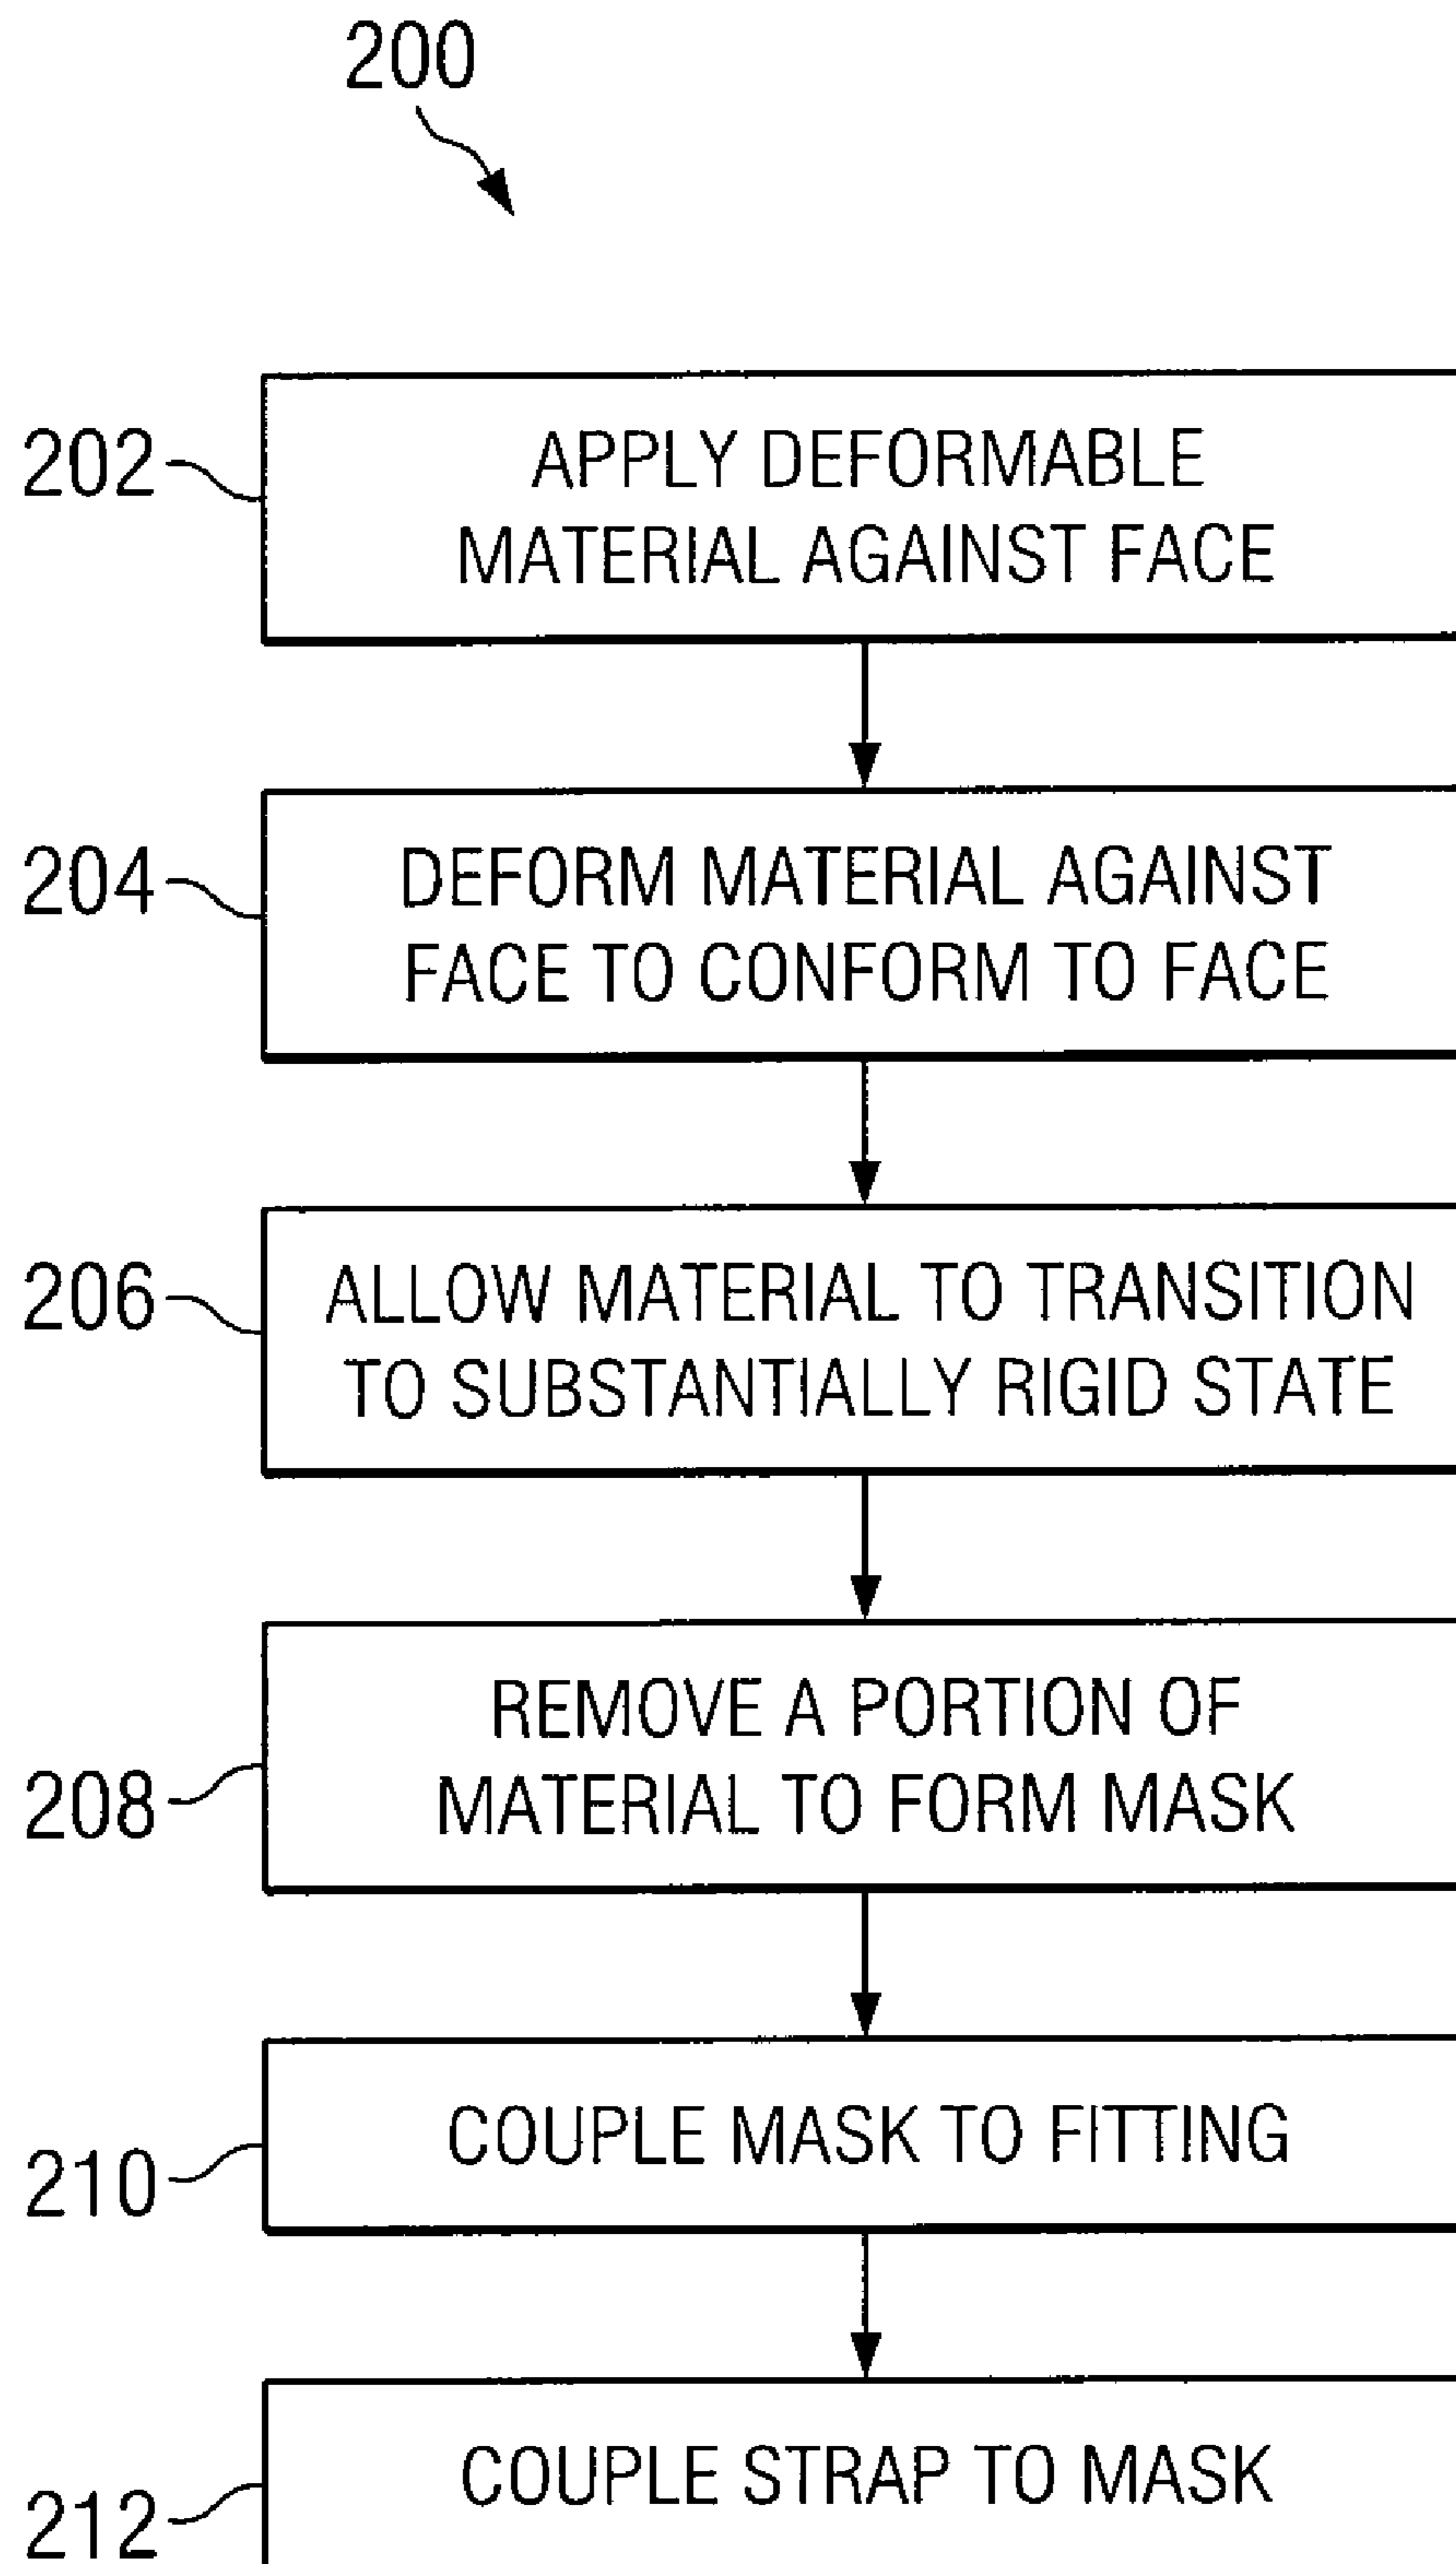 200
202
APPLY DEFORMABLE
MATERIAL AGAINST FACE
204
DEFORM MATERIAL AGAINST
FACE TO CONFORM TO FACE
206
ALLOW MATERIAL TO TRANSITION
TO SUBSTANTIALLY RIGID STATE
208
REMOVE A PORTION OF
MATERIAL TO FORM MASK
210
COUPLE MASK TO FITTING
212
COUPLE STRAP TO MASK